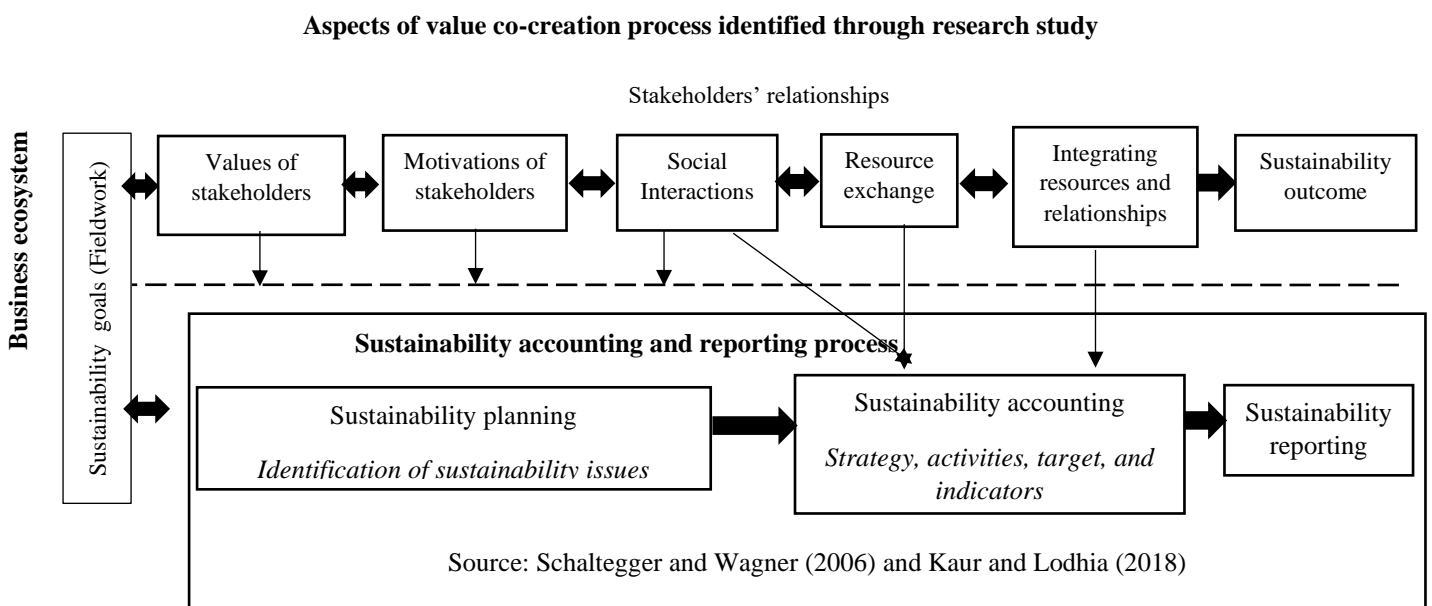 Aspects of value co-creation process identified through research study
Stakeholders’ relationships
Business ecosystem
Sustainability goals (Fieldwork)
Values of
stakeholders
Motivations of
stakeholders
Social
Interactions
Resource
exchange
Integrating
resources and
relationships
Sustainability
outcome
Sustainability accounting and reporting process
Sustainability planning
Identification of sustainability issues
Sustainability accounting
Strategy, activities, target, and
indicators
Sustainability
reporting
Source: Schaltegger and Wagner (2006) and Kaur and Lodhia (2018)